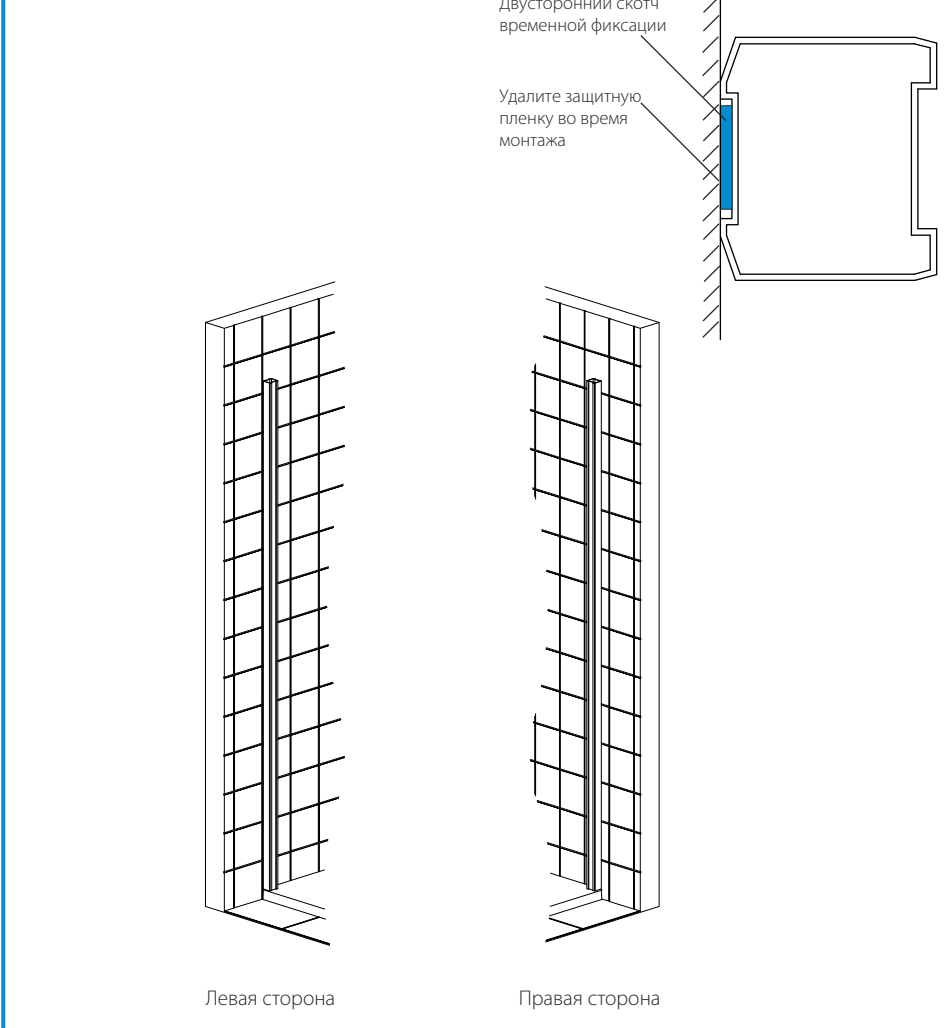 Двусторонний скотч
временной фиксации
Удалите защитную
пленку во время
монтажа
Левая сторона
Правая сторона